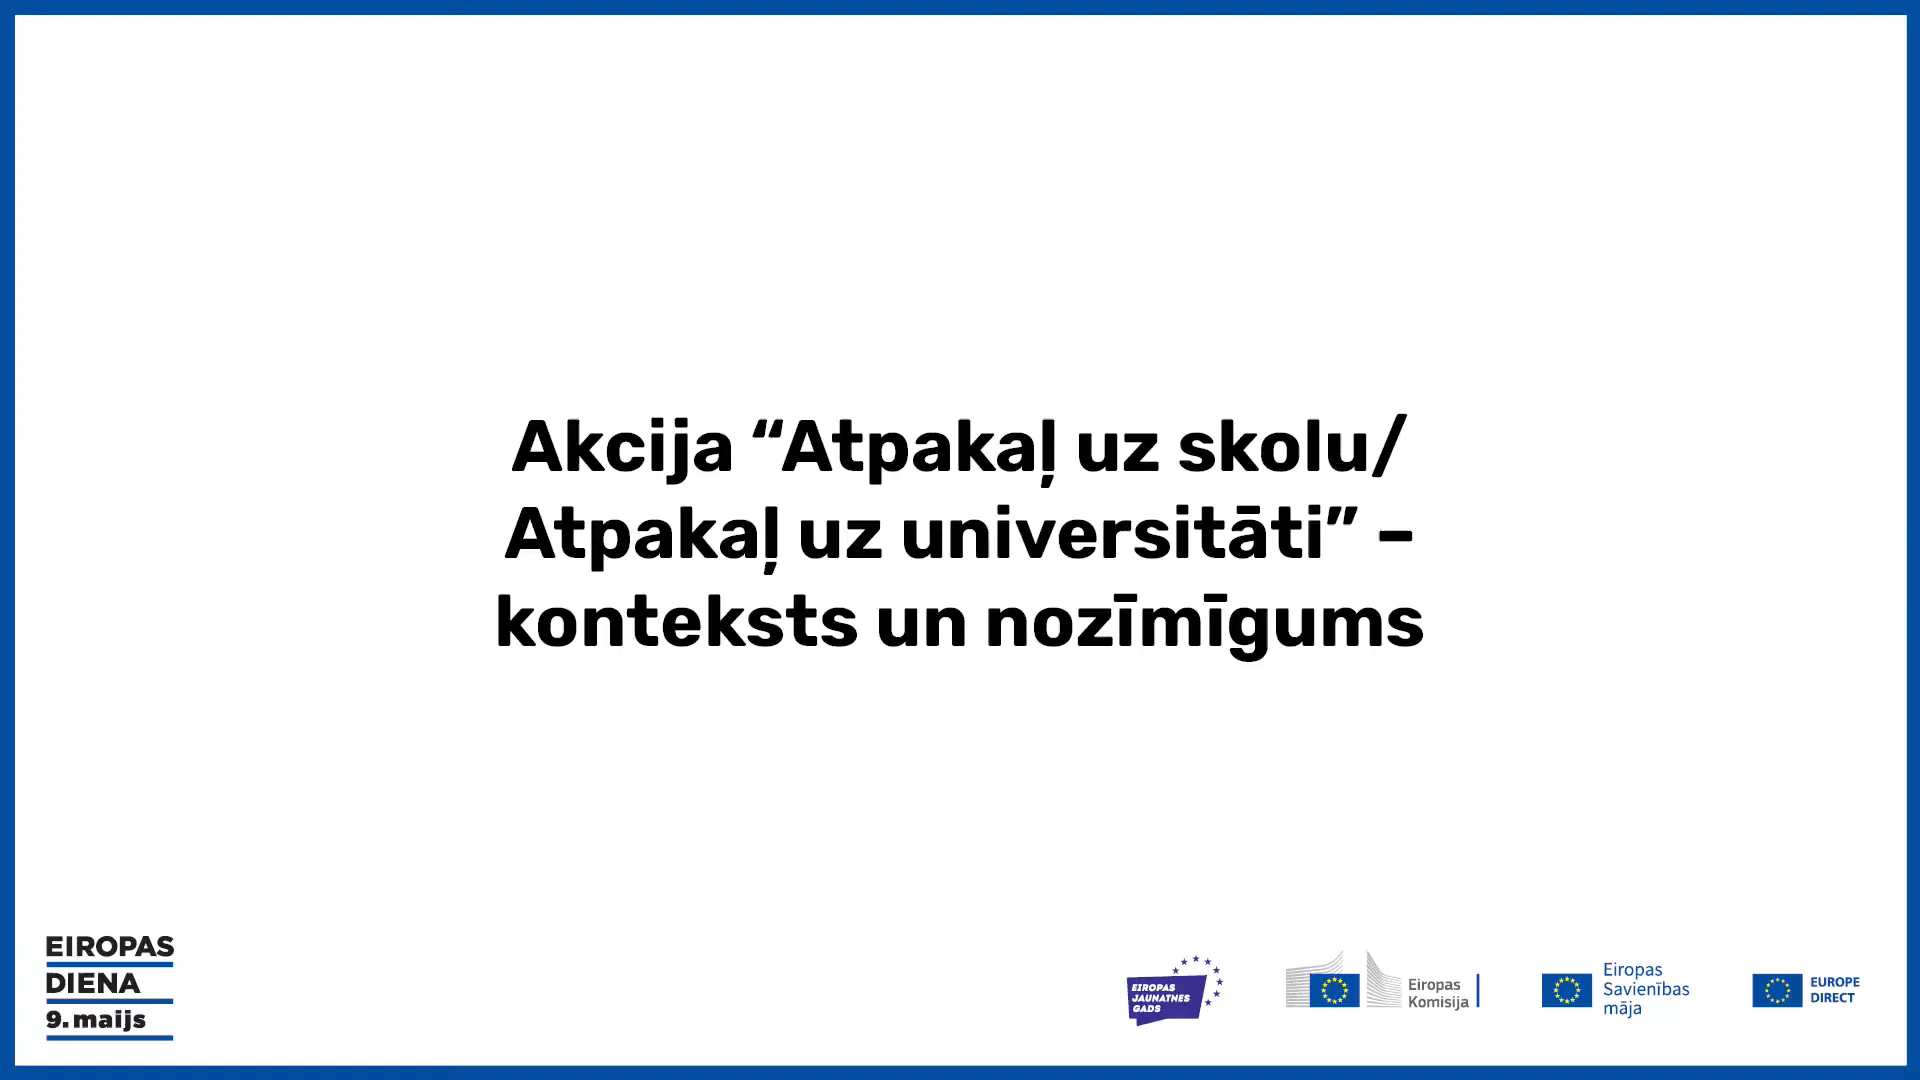 Akcija “Atpakaļ uz skolu/
Atpakaļ uz universitāti” –
konteksts un nozīmīgums
EIROPAS
DIENA
9. maijs
EIROPAS
JAUNATNES
GADS
Eiropas
Komisija
Eiropas
Savienības
māja
EUROPE
DIRECT